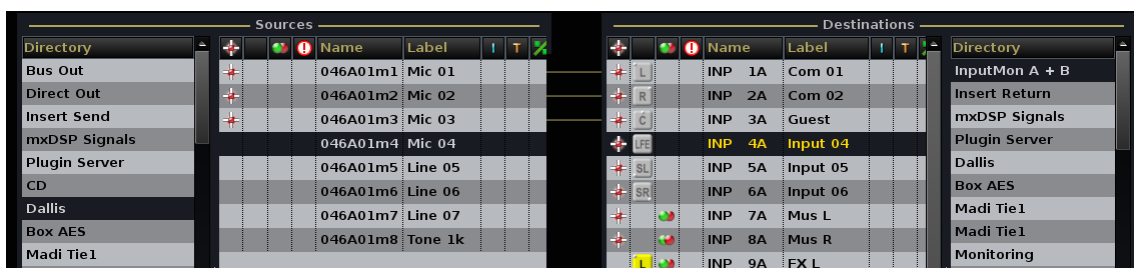 Sources Destinations
Directory Name Label I T Name Label I T Directory
Bus Out 046A01m1 Mic 01 L INP 1A Com 01 InputMon A + B
Direct Out 046A01m2 Mic 02 R INP 2A Com 02 Insert Return
Insert Send 046A01m3 Mic 03 C INP 3A Guest mxDSP Signals
mxDSP Signals 046A01m4 Mic 04 LFE INP 4A Input 04 Plugin Server
Plugin Server 046A01m5 Line 05 SL INP 5A Input 05 Dallis
CD 046A01m6 Line 06 SR INP 6A Input 06 Box AES
Dallis 046A01m7 Line 07 INP 7A Mus L Madi Tie1
Box AES 046A01m8 Tone 1k INP 8A Mus R Madi Tie1
Madi Tie1 L INP 9A FX L Monitoring